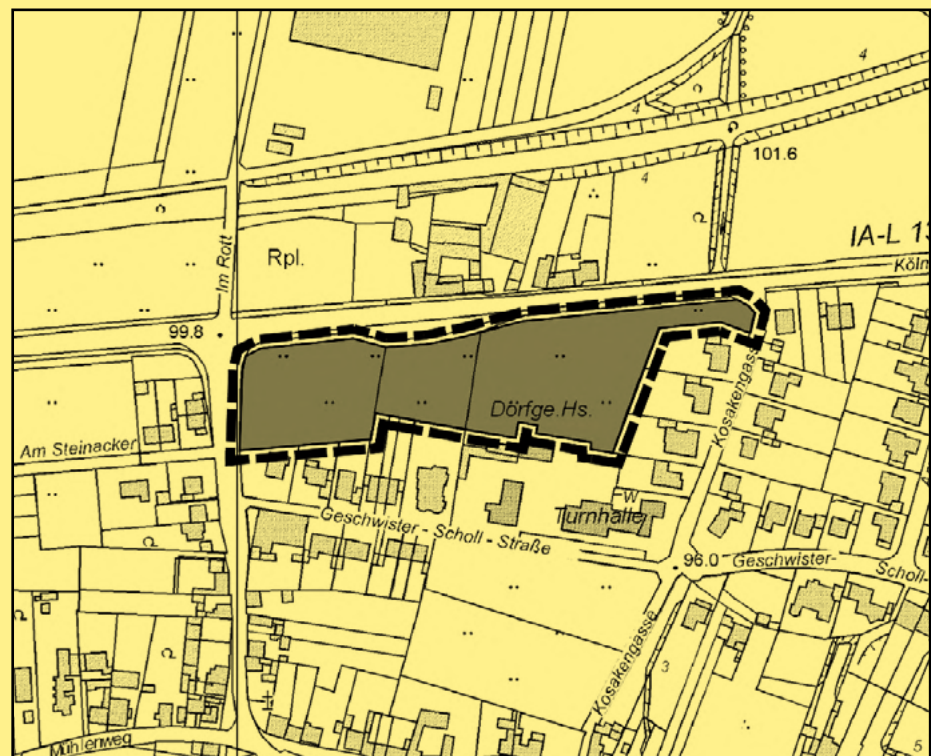 4
4
101.6
4
IA-L 13
Köln
Im Rott
Rpl.
99.8
Dörfge.Hs.
Kosakengasse
Am Steinacker
W
Turnhalle
Geschwister - Scholl - Straße
96.0
Geschwister-
Scholl-
Kosakengasse
3
Mühlenweg
5